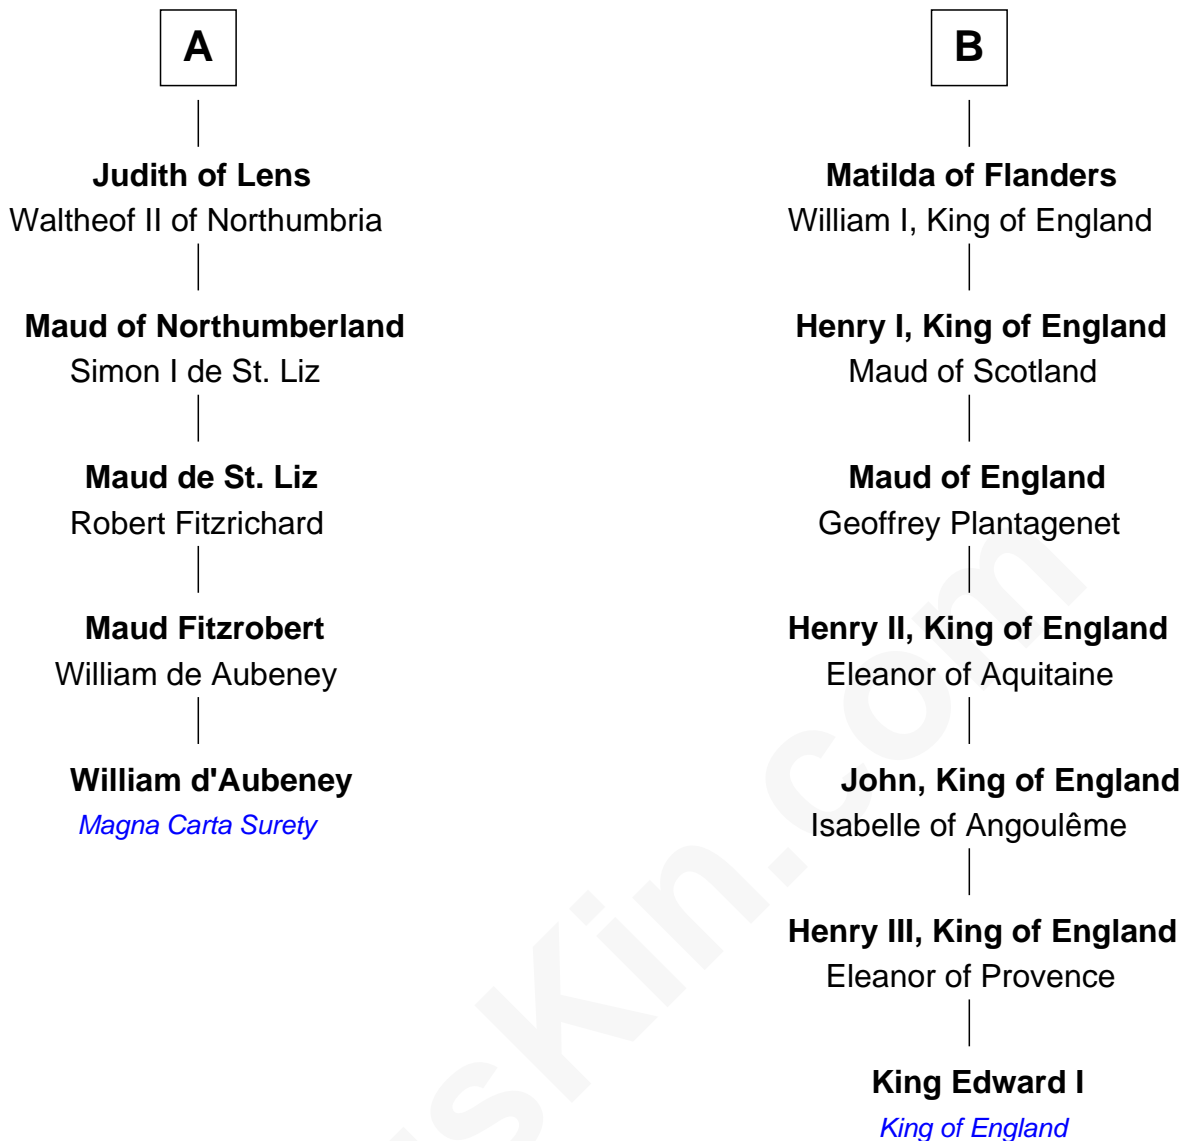 A
Judith of Lens
Waltheof II of Northumbria
Maud of Northumberland
Simon I de St. Liz
Maud de St. Liz
Robert Fitzrichard
Maud Fitzrobert
William de Aubeney
William d'Aubeney
Magna Carta Surety
B
Matilda of Flanders
William I, King of England
Henry I, King of England
Maud of Scotland
Maud of England
Geoffrey Plantagenet
Henry II, King of England
Eleanor of Aquitaine
John, King of England
Isabelle of Angoulême
Henry III, King of England
Eleanor of Provence
King Edward I
King of England
sKin.com